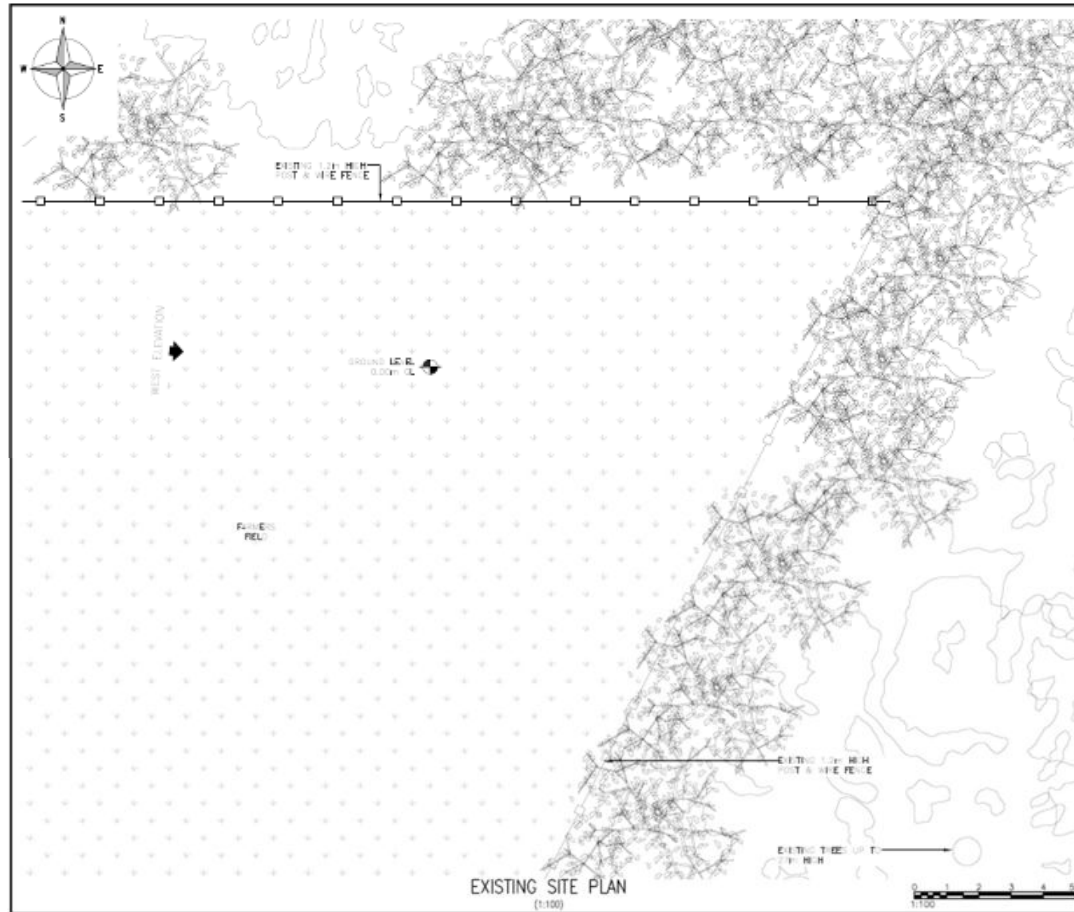 N
W E
S
EXISTING 1.2m HIGH
POST & WIRE FENCE
WEST ELEVATION
GROUND LEVEL
0.00m GL
FARMERS
FIELD
EXISTING 1.2m HIGH
POST & WIRE FENCE
EXISTING TREES UP TO
HIGH
EXISTING SITE PLAN
(1:100)
0 1 2 3 4 5
1:100